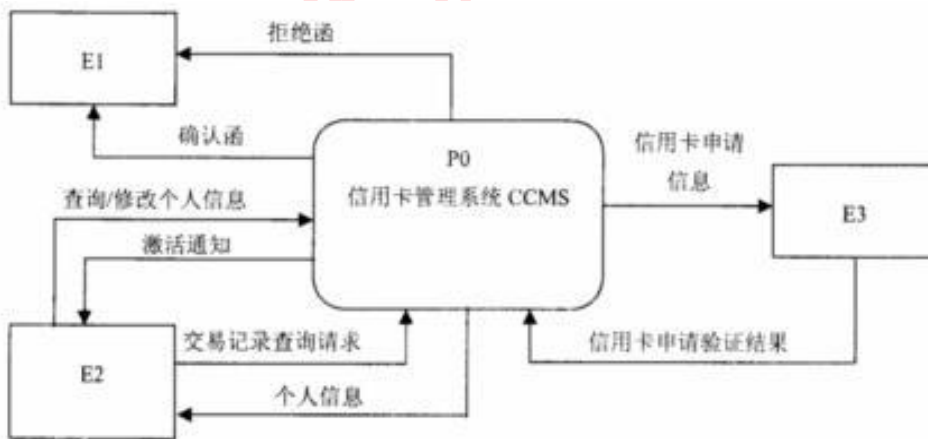 拒绝函
E1
确认函
P0
信用卡管理系统 CCMS
信用卡申请
信息
E3
查询/修改个人信息
激活通知
交易记录查询请求
E2
个人信息
信用卡申请验证结果